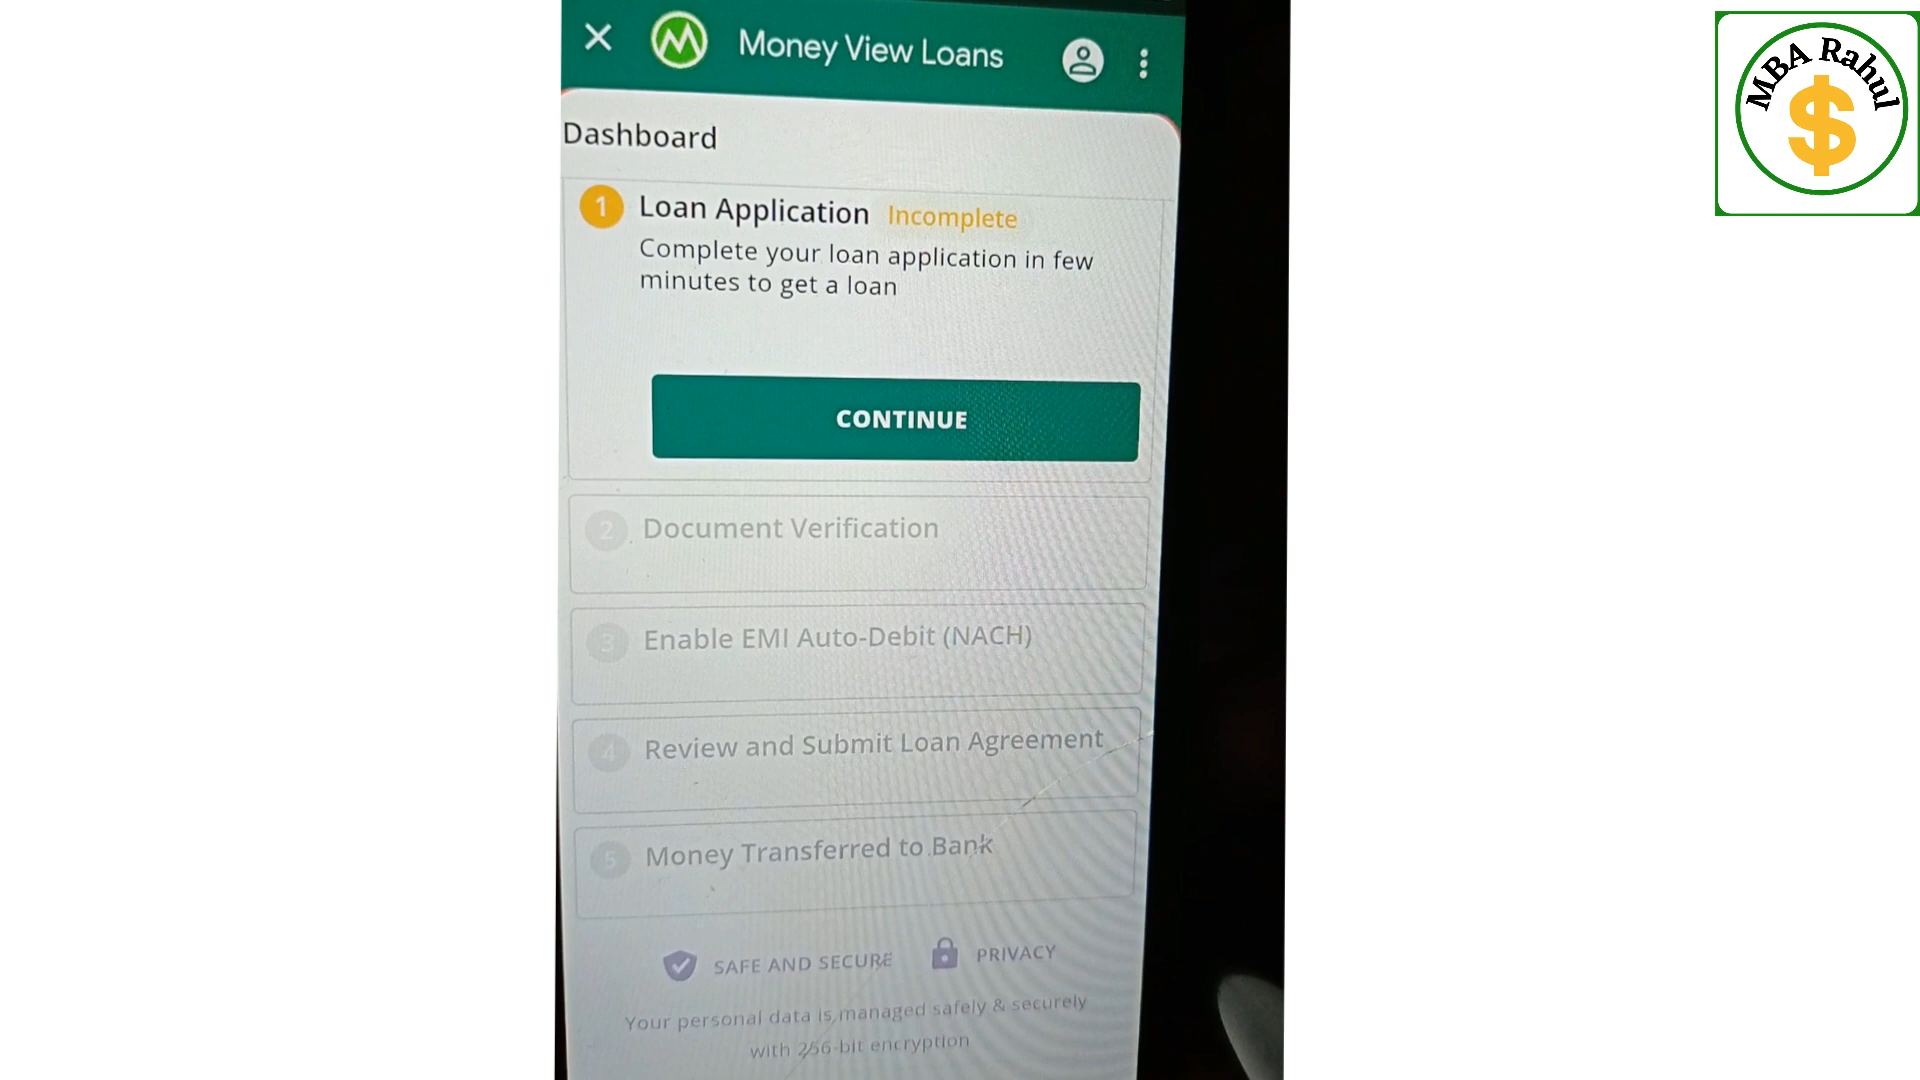 Money View Loans
Dashboard
1 Loan Application Incomplete
Complete your loan application in few
minutes to get a loan
CONTINUE
2 Document Verification
3 Enable EMI Auto-Debit (NACH)
4 Review and Submit Loan Agreement
5 Money Transferred to Bank
SAFE AND SECURE PRIVACY
Your personal data is managed safely & securely
with 256-bit encryption
MBA Rahul
$